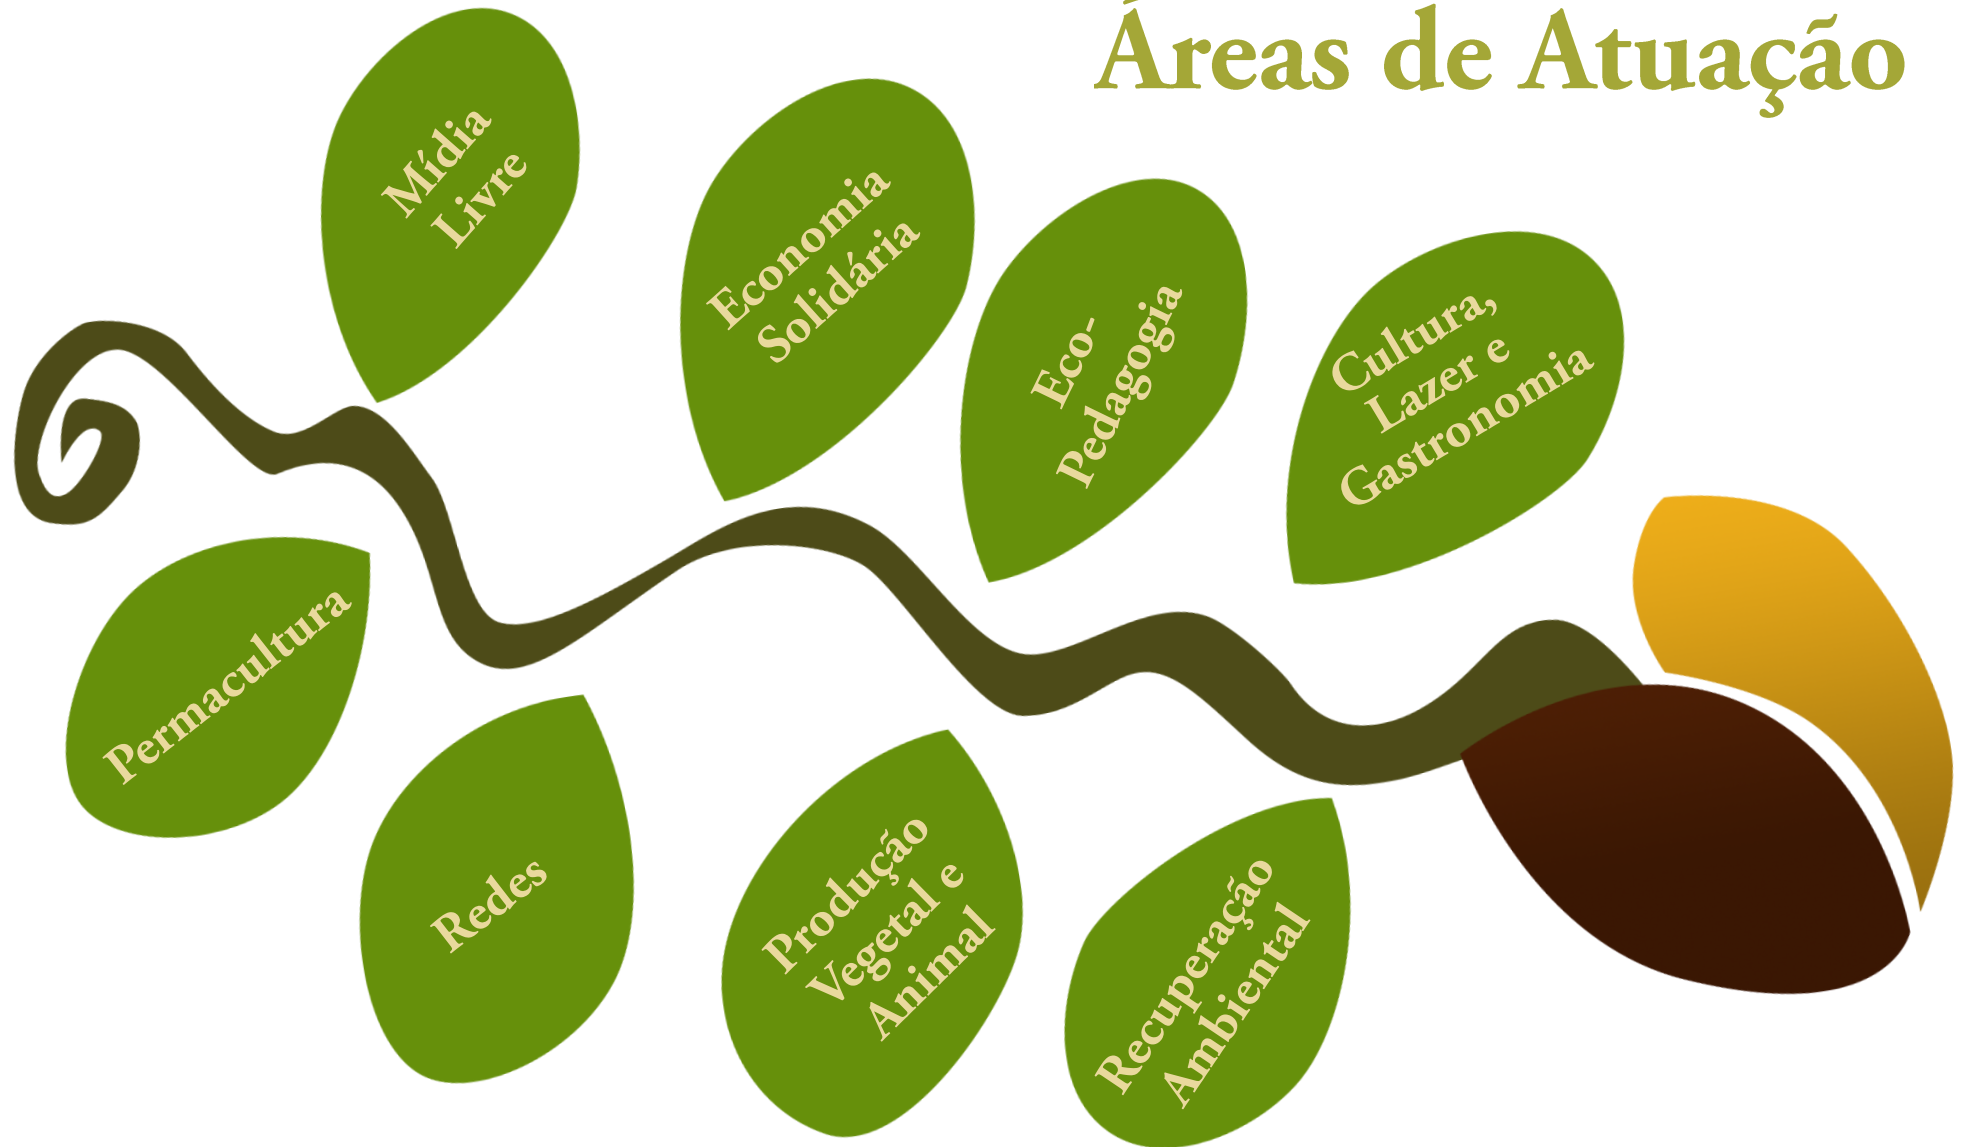 Áreas de Atuação
Mídia
Livre
Economia
Solidária
Eco-
Pedagogia
Cultura,
Lazer e
Gastronomia
Permacultura
Redes
Produção
Vegetal e
Animal
Recuperação
Ambiental